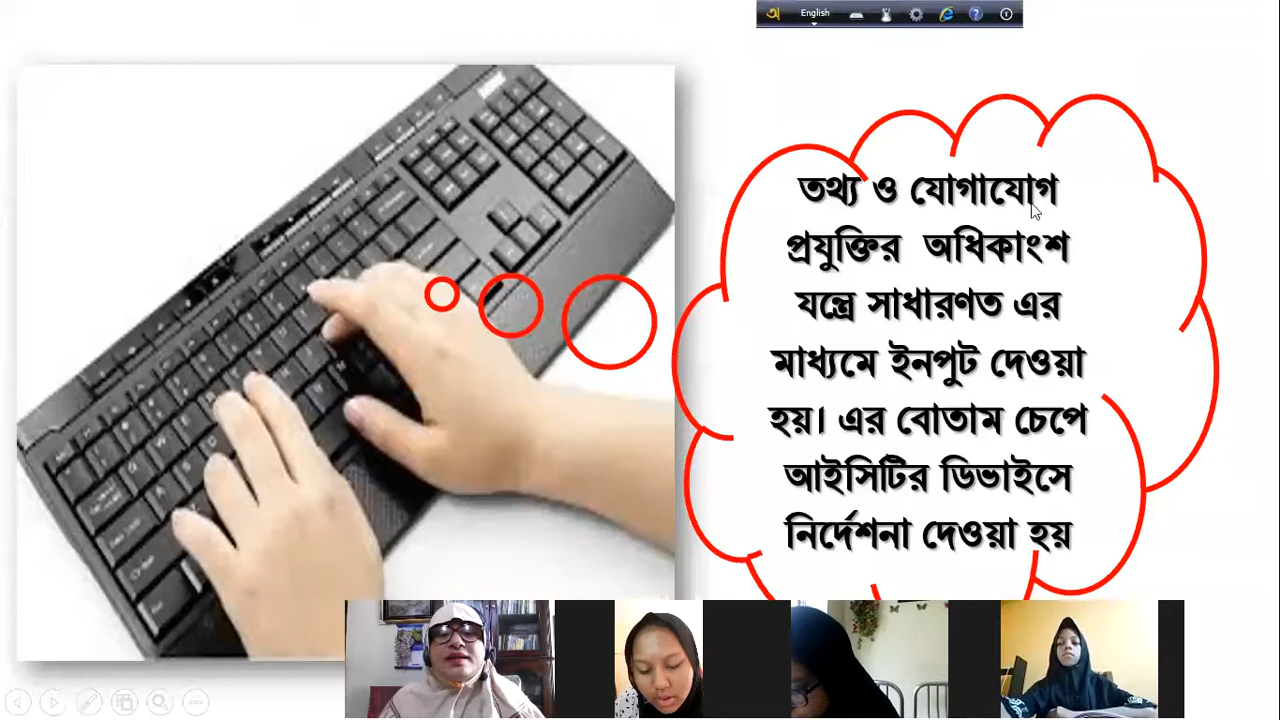 English
তথ্য ও যোগাযোগ
প্রযুক্তির অধিকাংশ
যন্ত্রে সাধারণত এর
মাধ্যমে ইনপুট দেওয়া
হয়। এর বোতাম চেপে
আইসিটির ডিভাইসে
নির্দেশনা দেওয়া হয়